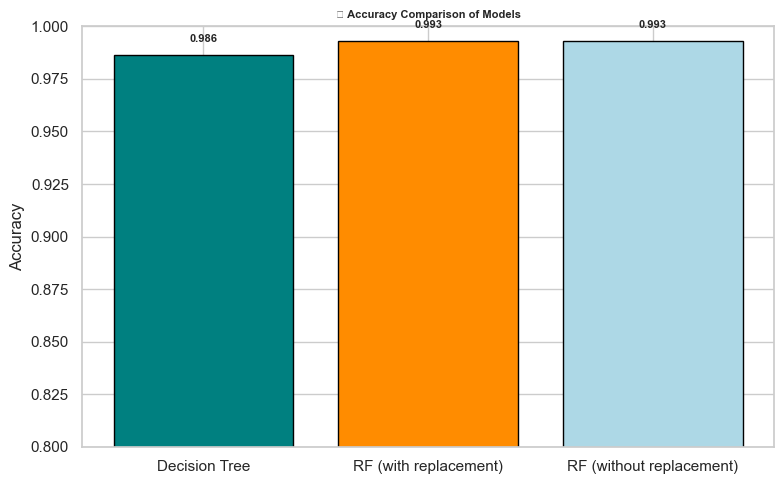 Accuracy Comparison of Models
1.000
0.975
0.950
0.925
0.900
0.875
0.850
0.825
0.800
Accuracy
0.986
0.993
0.993
Decision Tree
RF (with replacement)
RF (without replacement)